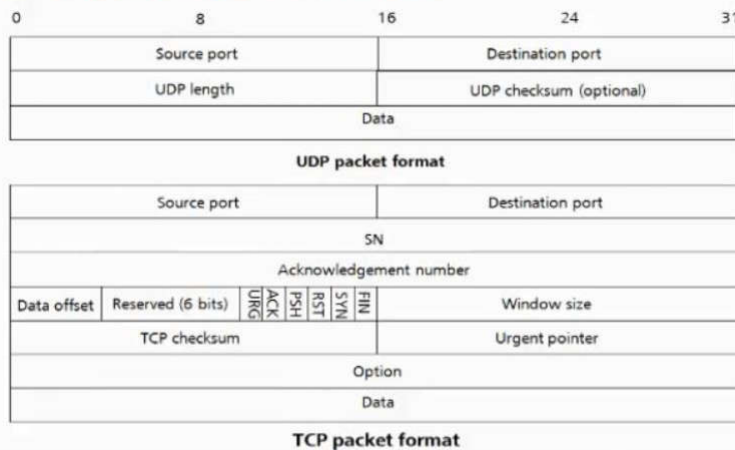 0 8 16 24 31
Source port Destination port
UDP length UDP checksum (optional)
Data
UDP packet format
Source port Destination port
SN
Acknowledgement number
Data offset Reserved (6 bits) URG ACK PSH RST SYN FIN Window size
TCP checksum Urgent pointer
Option
Data
TCP packet format